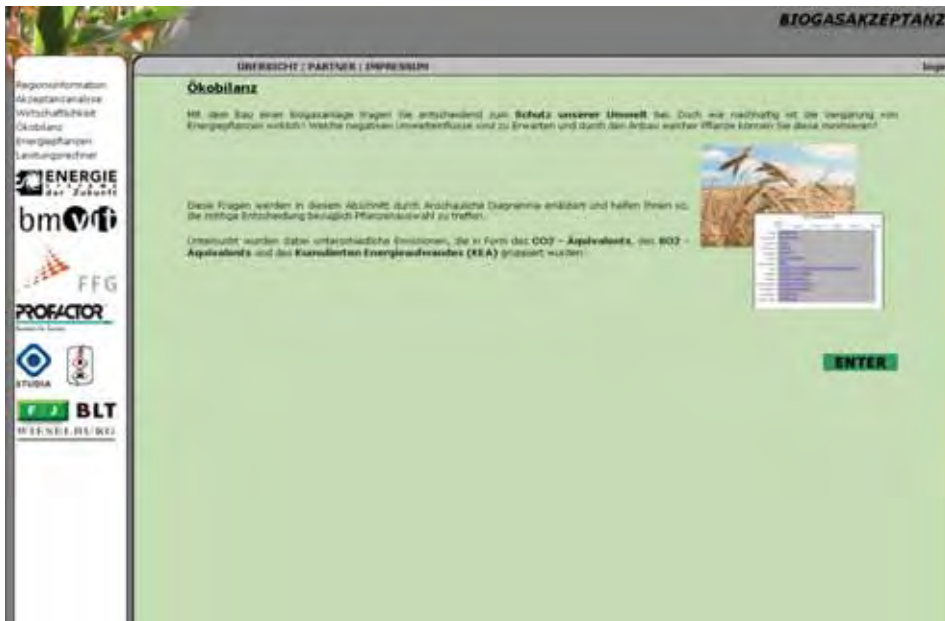 BIOGASAKZEPTANZ
ÜBERSICHT | PARTNER | IMPRESSUM
Regionsinformation
Akzeptanzanalyse
Wirtschaftlichkeit
Ökobilanz
Energiepflanzen
Leistungsrechner
ENERGIE
SYSTEME
der Zukunft
bmvit
FFG
PROFACTOR
STUDIA
F J BLT
WIESELBURG
Ökobilanz
Mit dem Bau einer Biogasanlage tragen Sie entscheidend zum Schutz unserer Umwelt bei. Doch wie nachhaltig ist die Vergärung von
Energiepflanzen wirklich? Welche negativen Umwelteinflüsse sind zu Erwarten und durch den Anbau welcher Pflanze können Sie diese minimieren?
Diese Fragen werden in diesem Abschnitt durch Anschauliche Diagramme erläutert und helfen Ihnen so,
die richtige Entscheidung bezüglich Pflanzenauswahl zu treffen.
Untersucht wurden dabei unterschiedliche Emissionen, die in Form des CO2 - Äquivalents, des SO2 -
Äquivalents und des Kumulierten Energieaufwandes (KEA) gruppiert wurden.
ENTER